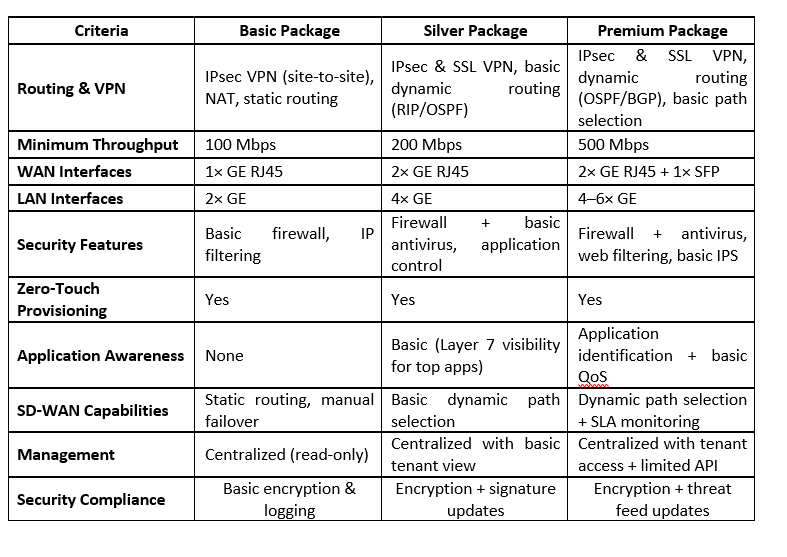 Criteria
Basic Package
Silver Package
Premium Package
Routing & VPN
IPsec VPN (site-to-site),
NAT, static routing
IPsec & SSL VPN, basic
dynamic routing
(RIP/OSPF)
IPsec & SSL VPN,
dynamic routing
(OSPF/BGP), basic path
selection
Minimum Throughput
100 Mbps
200 Mbps
500 Mbps
WAN Interfaces
1× GE RJ45
2× GE RJ45
2× GE RJ45 + 1× SFP
LAN Interfaces
2× GE
4× GE
4–6× GE
Security Features
Basic firewall, IP
filtering
Firewall + basic
antivirus, application
control
Firewall + antivirus,
web filtering, basic IPS
Zero-Touch
Provisioning
Yes
Yes
Yes
Application Awareness
None
Basic (Layer 7 visibility
for top apps)
Application
identification + basic
QoS
SD-WAN Capabilities
Static routing, manual
failover
Basic dynamic path
selection
Dynamic path selection
+ SLA monitoring
Management
Centralized (read-only)
Centralized with basic
tenant view
Centralized with tenant
access + limited API
Security Compliance
Basic encryption &
logging
Encryption + signature
updates
Encryption + threat
feed updates